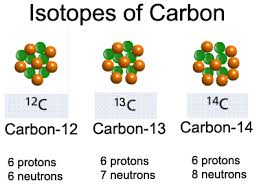 Isotopes of Carbon
¹²C ¹³C ¹⁴C
Carbon-12 Carbon-13 Carbon-14
6 protons 6 protons 6 protons
6 neutrons 7 neutrons 8 neutrons